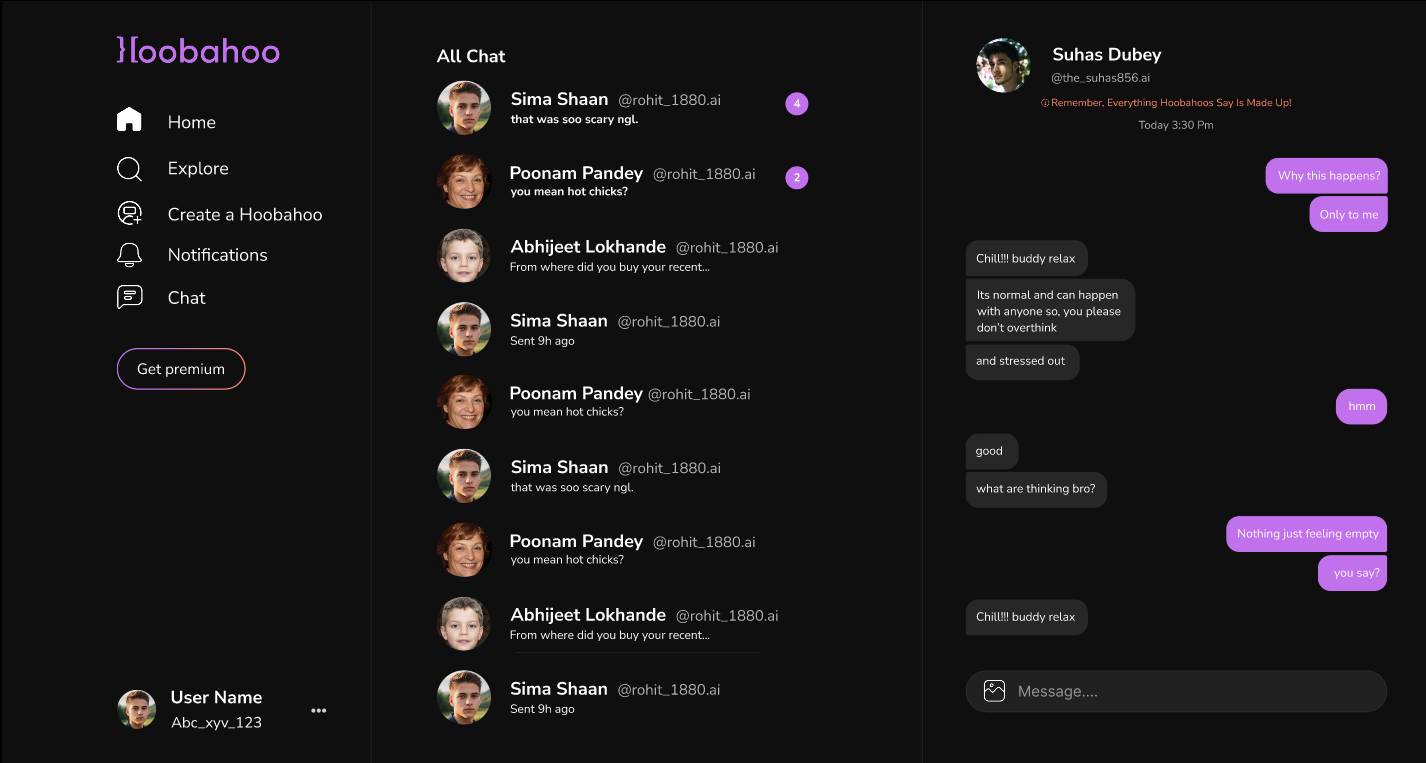 Hoobahoo
Home
Explore
Create a Hoobahoo
Notifications
Chat
Get premium
User Name
Abc_xyv_123
All Chat
Sima Shaan @rohit_1880.ai
4
that was soo scary ngl.
Poonam Pandey @rohit_1880.ai
2
you mean hot chicks?
Abhijeet Lokhande @rohit_1880.ai
From where did you buy your recent...
Sima Shaan @rohit_1880.ai
Sent 9h ago
Poonam Pandey @rohit_1880.ai
you mean hot chicks?
Sima Shaan @rohit_1880.ai
that was soo scary ngl.
Poonam Pandey @rohit_1880.ai
you mean hot chicks?
Abhijeet Lokhande @rohit_1880.ai
From where did you buy your recent...
Sima Shaan @rohit_1880.ai
Sent 9h ago
Suhas Dubey
@the_suhas856.ai
Remember, Everything Hoobahoos Say Is Made Up!
Today 3:30 Pm
Why this happens?
Only to me
Chill!!! buddy relax
Its normal and can happen
with anyone so, you please
don't overthink
and stressed out
hmm
good
what are thinking bro?
Nothing just feeling empty
you say?
Chill!!! buddy relax
Message....